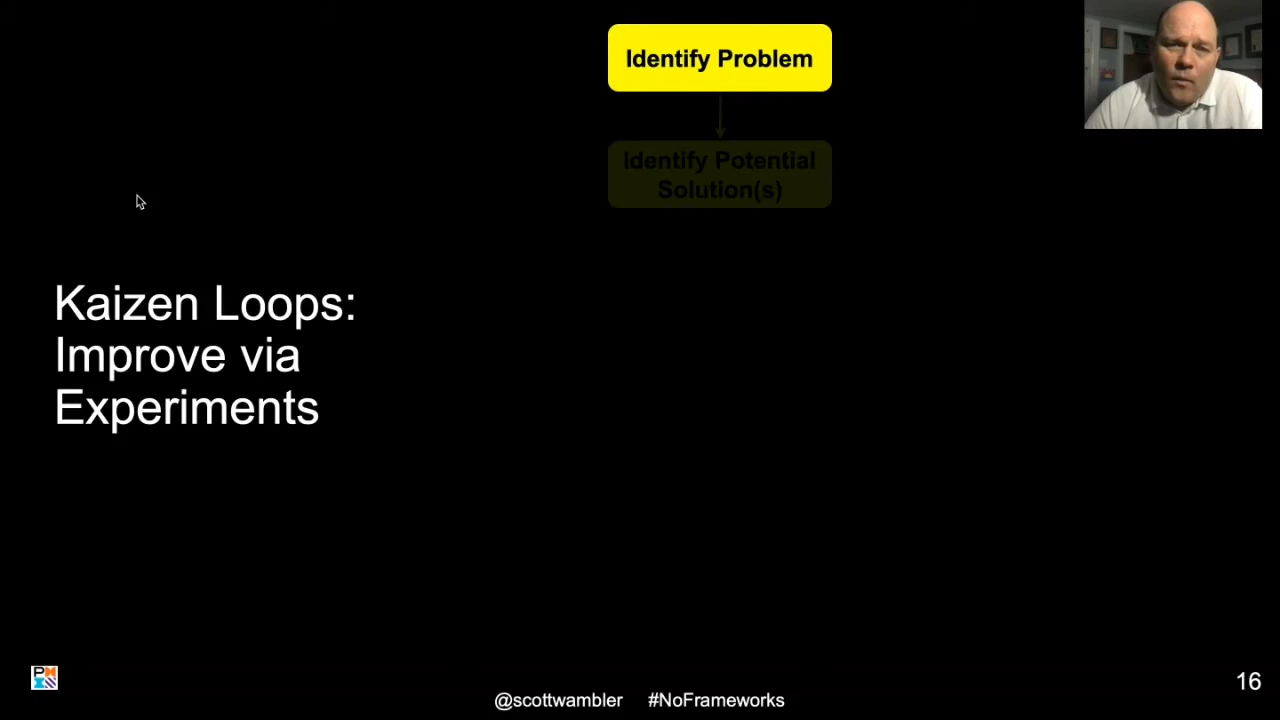 Identify Problem
Identify Potential
Solution(s)
Kaizen Loops:
Improve via
Experiments
@scottwambler #NoFrameworks
16